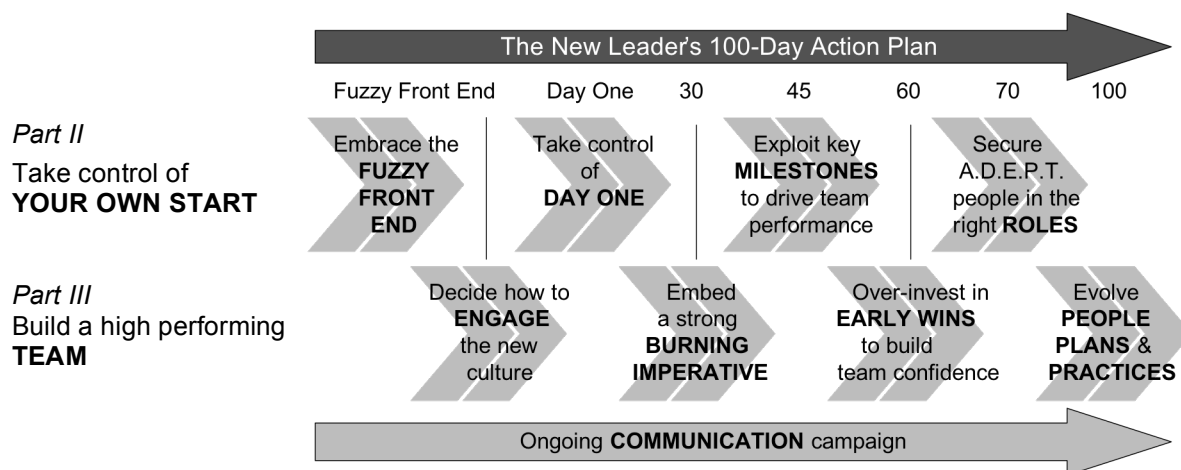 The New Leader's 100-Day Action Plan
Fuzzy Front End Day One 30 45 60 70 100
Part II
Take control of
YOUR OWN START
Embrace the
FUZZY
FRONT
END
Take control
of
DAY ONE
Exploit key
MILESTONES
to drive team
performance
Secure
A.D.E.P.T.
people in the
right ROLES
Part III
Build a high performing
TEAM
Decide how to
ENGAGE
the new
culture
Embed
a strong
BURNING
IMPERATIVE
Over-invest in
EARLY WINS
to build
team confidence
Evolve
PEOPLE
PLANS &
PRACTICES
Ongoing COMMUNICATION campaign